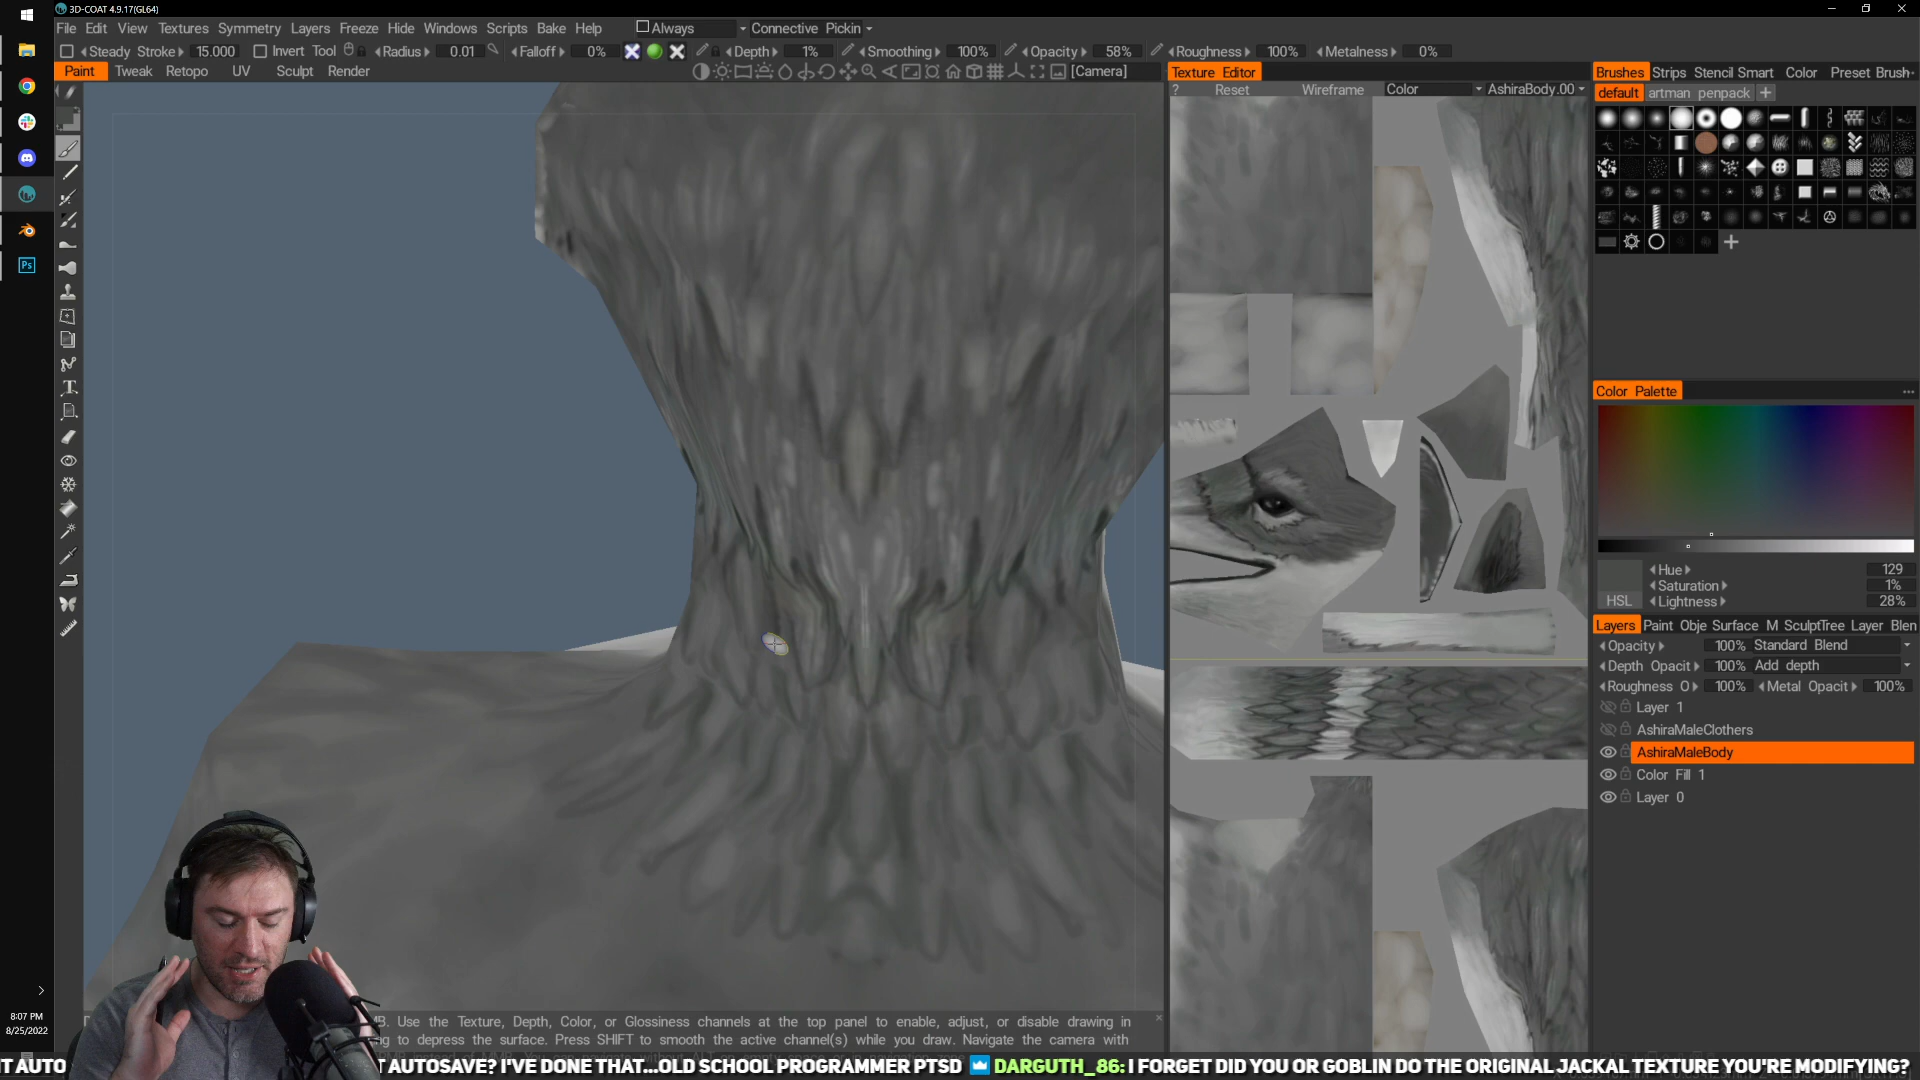 3D-COAT 4.9.17(GL64)
File Edit View Textures Symmetry Layers Freeze Hide Windows Scripts Bake Help Always Connective Pickin
Steady Stroke 15.000 Invert Tool Radius 0.01 Falloff 0% Depth 1% Smoothing 100% Opacity 58% Roughness 100% Metalness 0%
Paint Tweak Retopo UV Sculpt Render [Camera]
Texture Editor
? Reset Wireframe Color AshiraBody.00
Brushes Strips Stencil Smart Color Preset Brush
default artman penpack
Color Palette
Hue 129
Saturation 1%
HSL Lightness 28%
Layers Paint Obje Surface M SculptTree Layer Blen
Opacity 100% Standard Blend
Depth Opacit 100% Add depth
Roughness O 100% Metal Opacit 100%
Layer 1
AshiraMaleClothers
AshiraMaleBody
Color Fill 1
Layer 0
Ps
8:07 PM
8/25/2022
MB. Use the Texture, Depth, Color, or Glossiness channels at the top panel to enable, adjust, or disable drawing in
to depress the surface. Press SHIFT to smooth the active channel(s) while you draw. Navigate the camera with
T AUTO T AUTOSAVE? I'VE DONE THAT...OLD SCHOOL PROGRAMMER PTSD DARGUTH_86: I FORGET DID YOU OR GOBLIN DO THE ORIGINAL JACKAL TEXTURE YOU'RE MODIFYING?